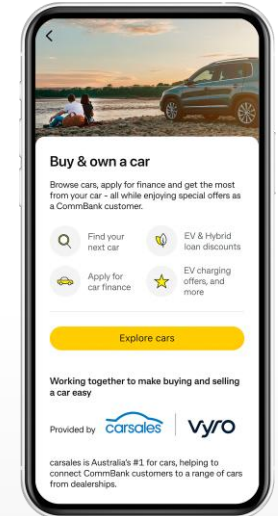 Buy & own a car
Browse cars, apply for finance and get the most
from your car - all while enjoying special offers as
a CommBank customer.
Find your
next car
EV & Hybrid
loan discounts
Apply for
car finance
EV charging
offers, and
more
Explore cars
Working together to make buying and selling
a car easy
Provided by carsales vyro
carsales is Australia's #1 for cars, helping to
connect CommBank customers to a range of cars
from dealerships.